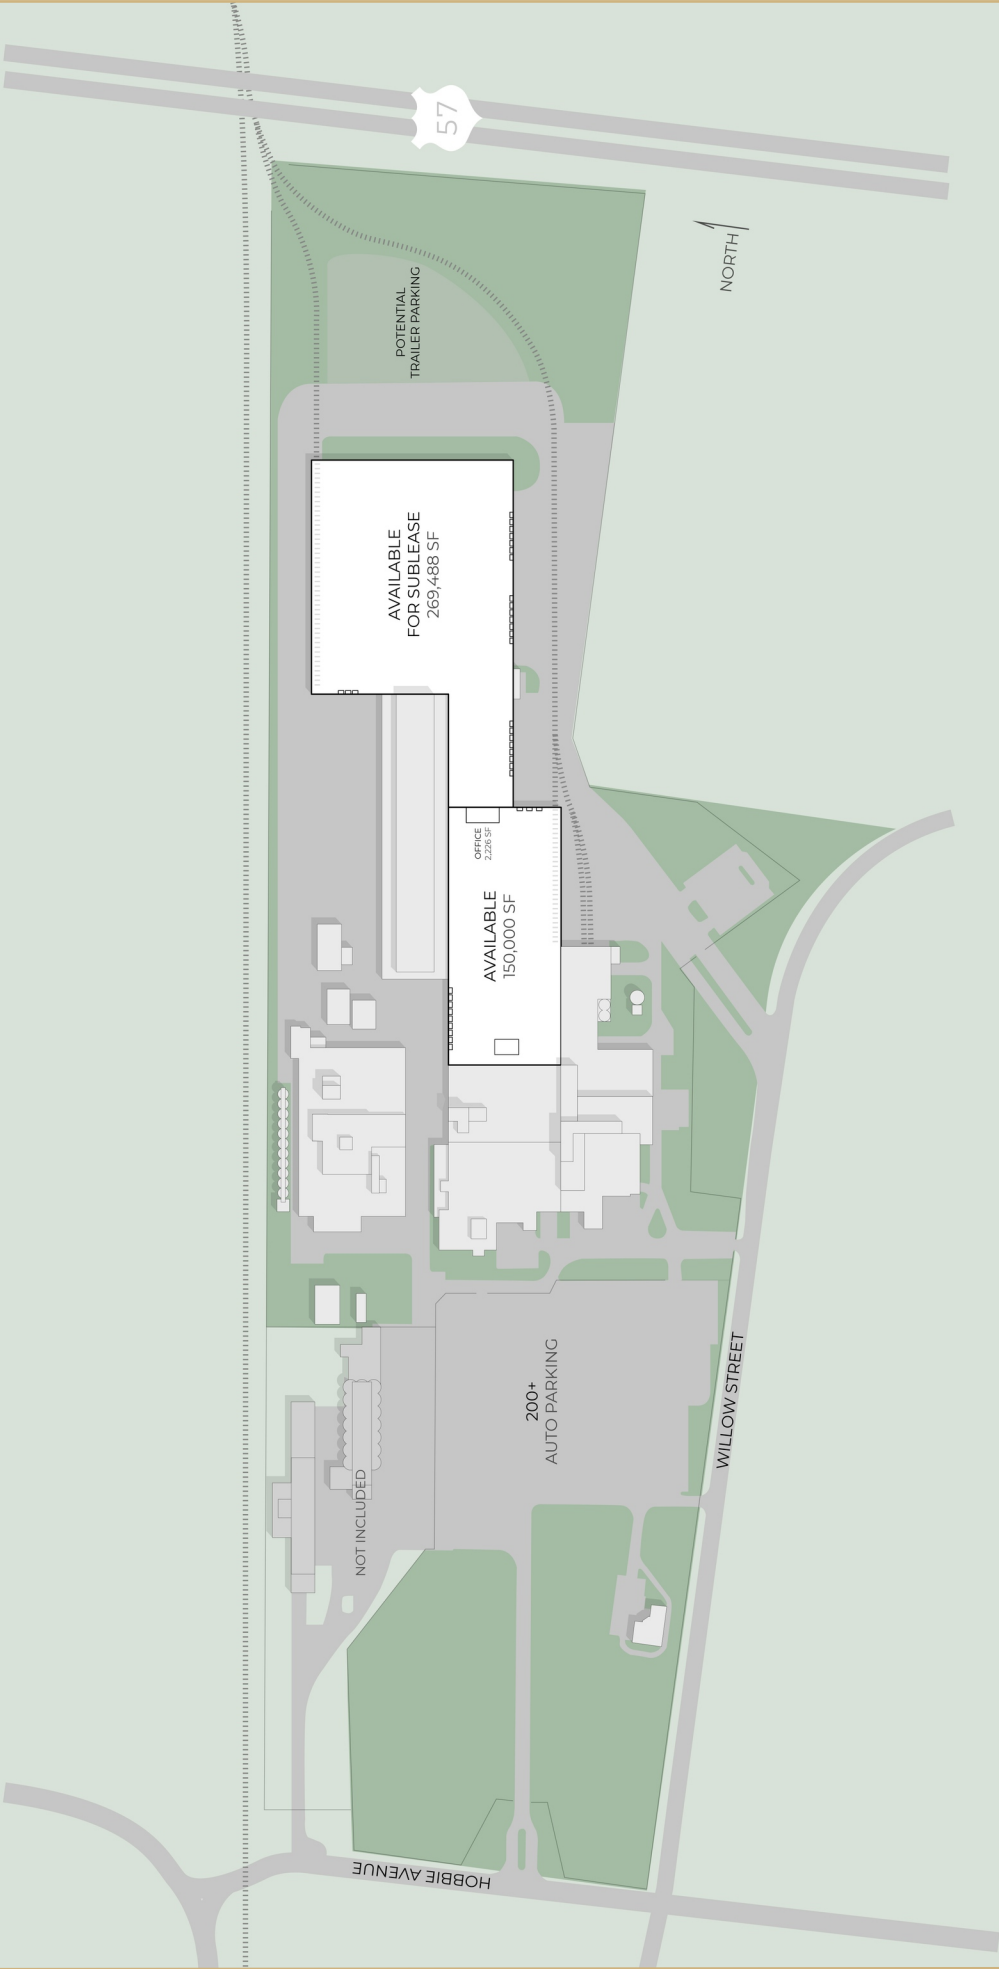 57
NORTH
POTENTIAL
TRAILER PARKING
AVAILABLE
FOR SUBLEASE
269,488 SF
OFFICE
2,226 SF
AVAILABLE
150,000 SF
200+
AUTO PARKING
WILLOW STREET
NOT INCLUDED
HOBBIE AVENUE